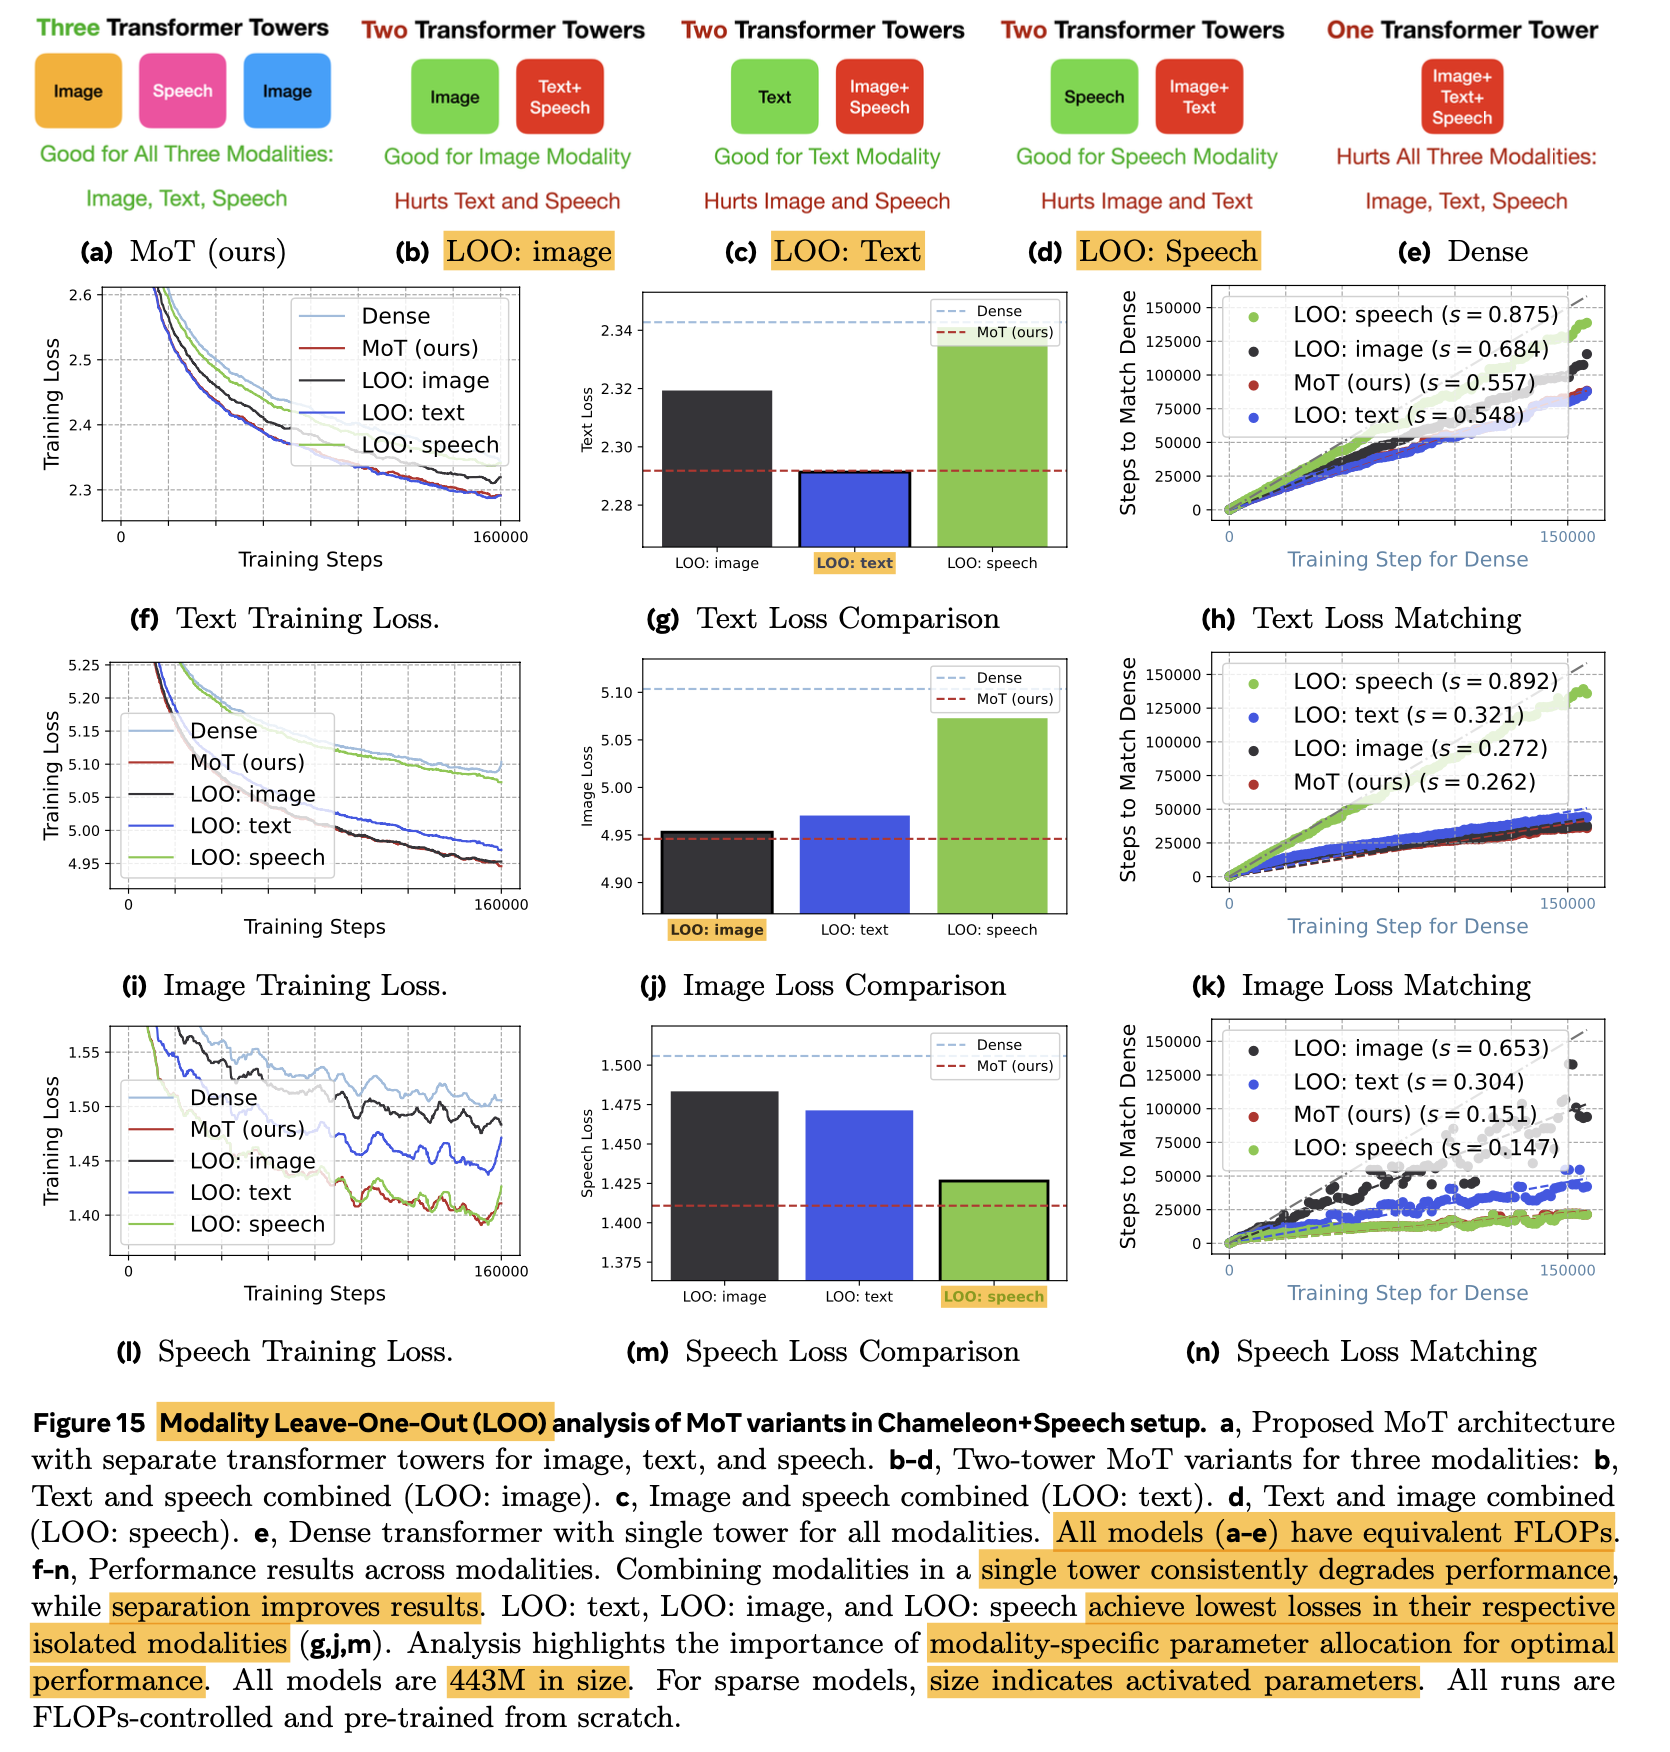 Three Transformer Towers
Image
Speech
Image
Good for All Three Modalities:
Image, Text, Speech
(a) MoT (ours)
Two Transformer Towers
Image
Text+
Speech
Good for Image Modality
Hurts Text and Speech
(b) LOO: image
Two Transformer Towers
Text
Image+
Speech
Good for Text Modality
Hurts Image and Speech
(c) LOO: Text
Two Transformer Towers
Speech
Image+
Text
Good for Speech Modality
Hurts Image and Text
(d) LOO: Speech
One Transformer Tower
Image+
Text+
Speech
Hurts All Three Modalities:
Image, Text, Speech
(e) Dense
Training Loss
2.6
2.5
2.4
2.3
Dense
MoT (ours)
LOO: image
LOO: text
LOO: speech
0
160000
Training Steps
(f) Text Training Loss.
Text Loss
2.34
2.32
2.30
2.28
Dense
MoT (ours)
LOO: image
LOO: text
LOO: speech
(g) Text Loss Comparison
Steps to Match Dense
150000
125000
100000
75000
50000
25000
0
LOO: speech (s = 0.875)
LOO: image (s = 0.684)
MoT (ours) (s = 0.557)
LOO: text (s = 0.548)
0
150000
Training Step for Dense
(h) Text Loss Matching
Training Loss
5.25
5.20
5.15
5.10
5.05
5.00
4.95
Dense
MoT (ours)
LOO: image
LOO: text
LOO: speech
0
160000
Training Steps
(i) Image Training Loss.
Image Loss
5.10
5.05
5.00
4.95
4.90
Dense
MoT (ours)
LOO: image
LOO: text
LOO: speech
(j) Image Loss Comparison
Steps to Match Dense
150000
125000
100000
75000
50000
25000
0
LOO: speech (s = 0.892)
LOO: text (s = 0.321)
LOO: image (s = 0.272)
MoT (ours) (s = 0.262)
0
150000
Training Step for Dense
(k) Image Loss Matching
Training Loss
1.55
1.50
1.45
1.40
Dense
MoT (ours)
LOO: image
LOO: text
LOO: speech
0
160000
Training Steps
(l) Speech Training Loss.
Speech Loss
1.500
1.475
1.450
1.425
1.400
1.375
Dense
MoT (ours)
LOO: image
LOO: text
LOO: speech
(m) Speech Loss Comparison
Steps to Match Dense
150000
125000
100000
75000
50000
25000
0
LOO: image (s = 0.653)
LOO: text (s = 0.304)
MoT (ours) (s = 0.151)
LOO: speech (s = 0.147)
0
150000
Training Step for Dense
(n) Speech Loss Matching
Figure 15 Modality Leave-One-Out (LOO) analysis of MoT variants in Chameleon+Speech setup. a, Proposed MoT architecture
with separate transformer towers for image, text, and speech. b-d, Two-tower MoT variants for three modalities: b,
Text and speech combined (LOO: image). c, Image and speech combined (LOO: text). d, Text and image combined
(LOO: speech). e, Dense transformer with single tower for all modalities. All models (a-e) have equivalent FLOPs.
f-n, Performance results across modalities. Combining modalities in a single tower consistently degrades performance,
while separation improves results. LOO: text, LOO: image, and LOO: speech achieve lowest losses in their respective
isolated modalities (g,j,m). Analysis highlights the importance of modality-specific parameter allocation for optimal
performance. All models are 443M in size. For sparse models, size indicates activated parameters. All runs are
FLOPs-controlled and pre-trained from scratch.